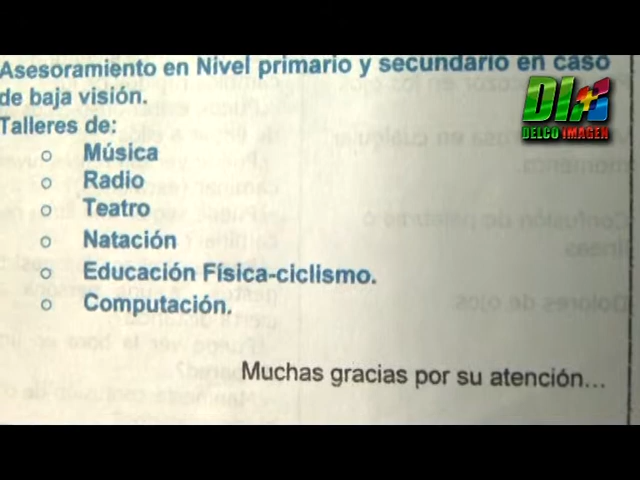 Asesoramiento en Nivel primario y secundario en caso
de baja visión.
Talleres de:
Música
Radio
Teatro
Natación
Educación Física-ciclismo.
Computación.
Muchas gracias por su atención...
DI+
DELCO IMAGEN